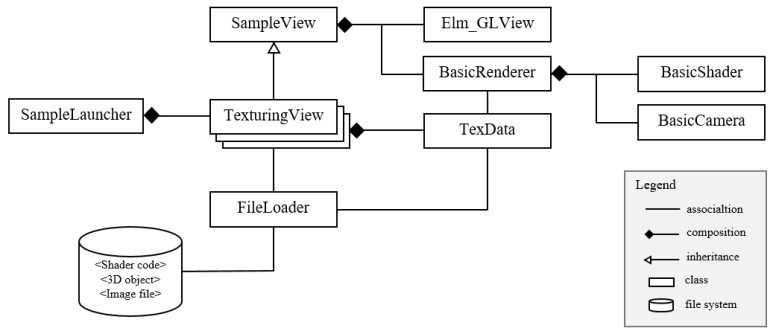 SampleView
Elm_GLView
BasicRenderer
BasicShader
SampleLauncher
TexturingView
TexData
BasicCamera
FileLoader
<Shader code>
<3D object>
<Image file>
Legend
associaltion
composition
inheritance
class
file system